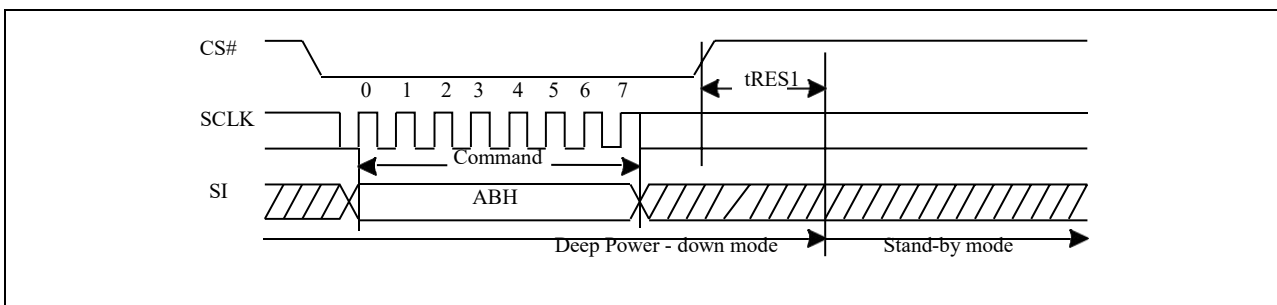 CS#
0 1 2 3 4 5 6 7
tRES1
SCLK
Command
SI
ABH
Deep Power - down mode
Stand-by mode